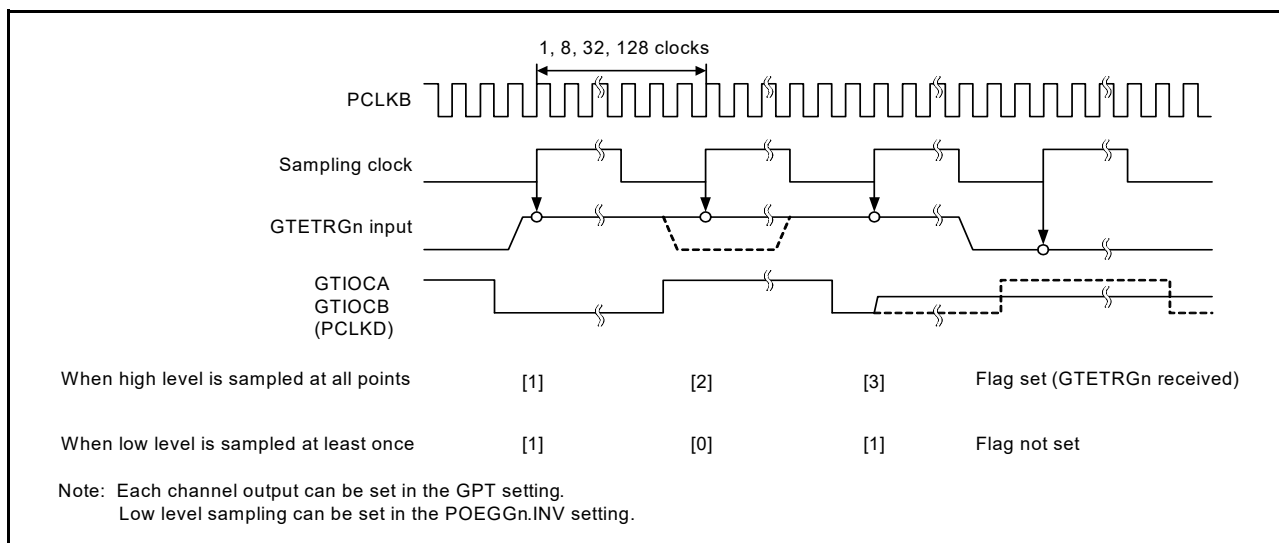 1, 8, 32, 128 clocks
PCLKB
Sampling clock
GTETRGn input
GTIOCA
GTIOCB
(PCLKD)
When high level is sampled at all points [1] [2] [3] Flag set (GTETRGn received)
When low level is sampled at least once [1] [0] [1] Flag not set
Note: Each channel output can be set in the GPT setting.
Low level sampling can be set in the POEGGn.INV setting.